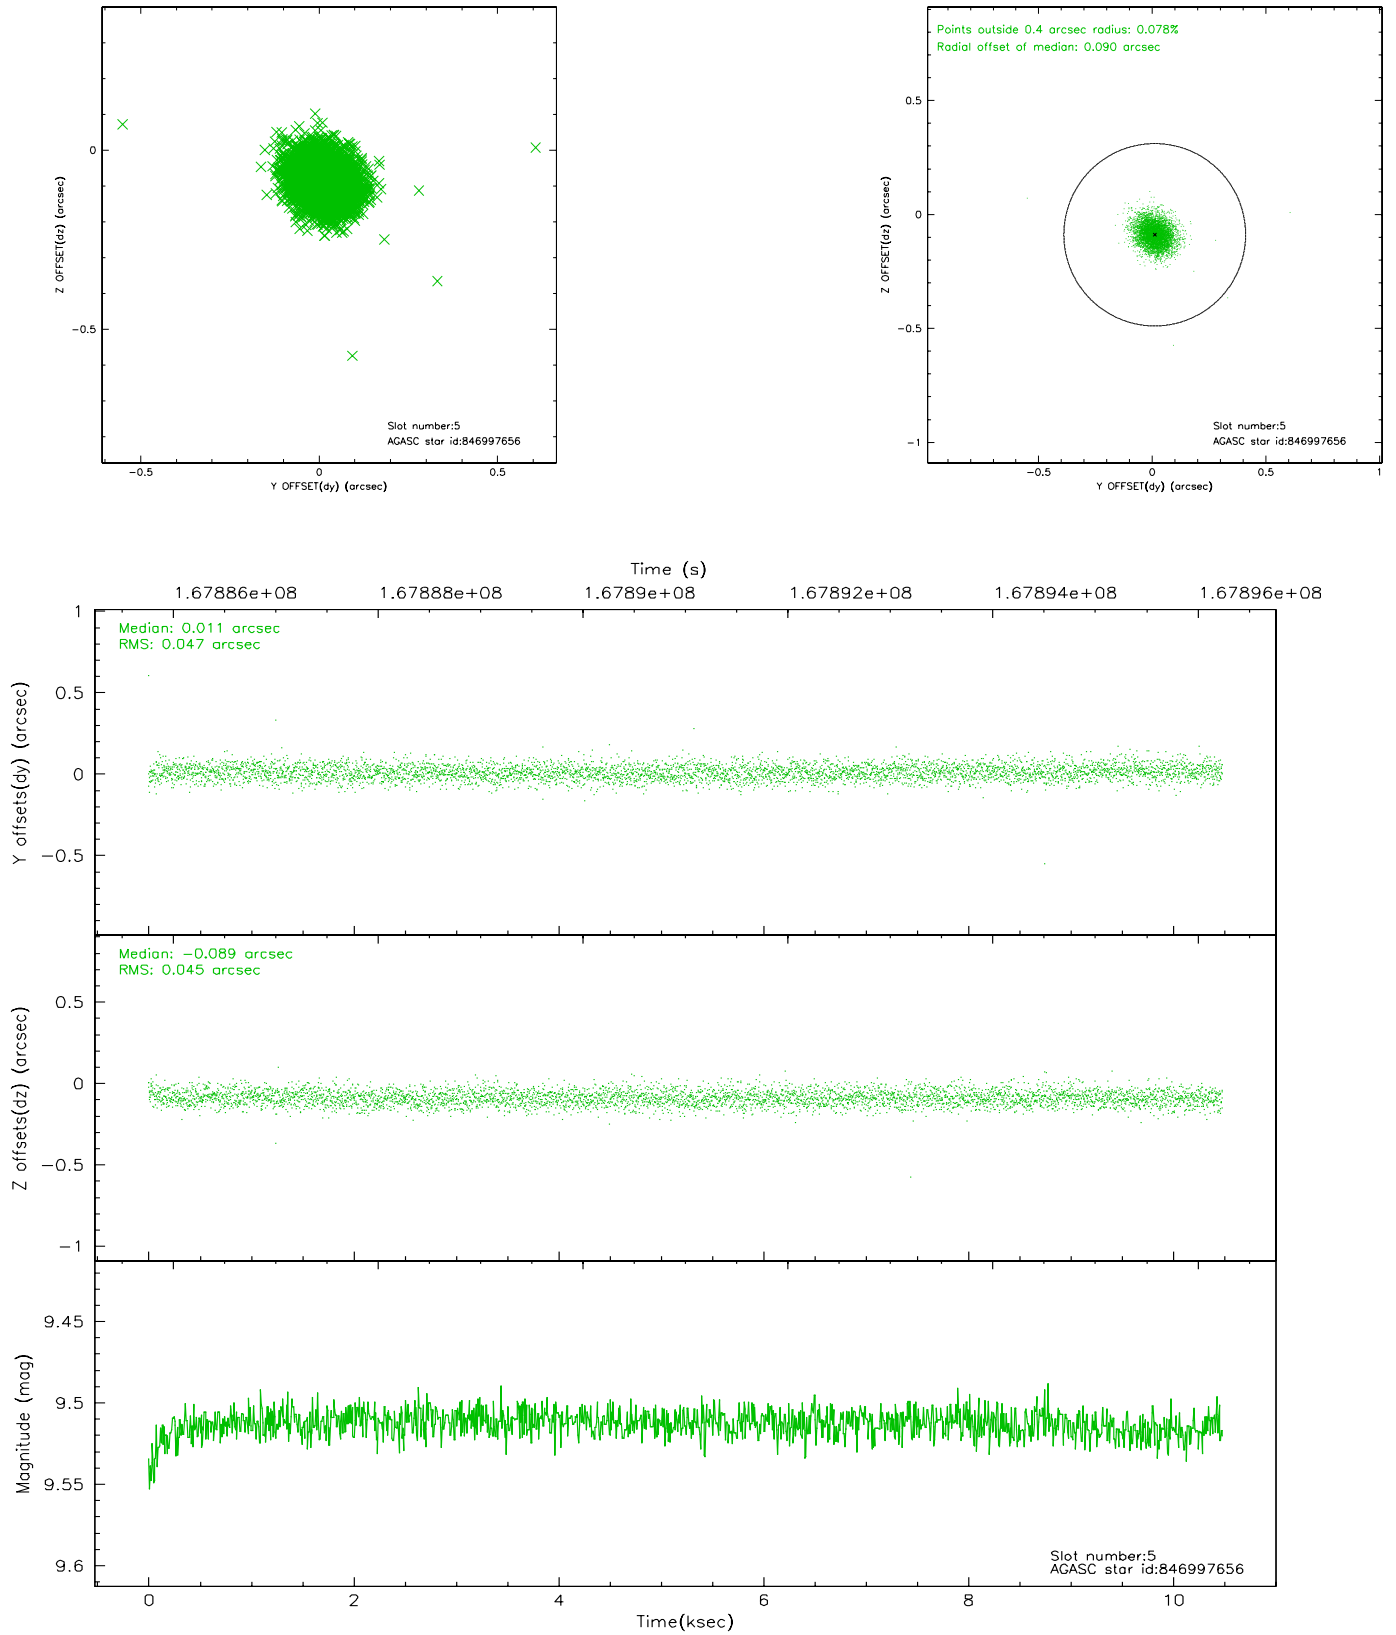 0
-0.5
Z OFFSET(dz) (arcsec)
Slot number:5
AGASC star id:846997656
-0.5
0
0.5
Y OFFSET(dy) (arcsec)
Points outside 0.4 arcsec radius: 0.078%
Radial offset of median: 0.090 arcsec
0.5
0
-0.5
-1
Z OFFSET(dz) (arcsec)
Slot number:5
AGASC star id:846997656
-0.5
0
0.5
1
Y OFFSET(dy) (arcsec)
Time (s)
1.67886e+08
1.67888e+08
1.6789e+08
1.67892e+08
1.67894e+08
1.67896e+08
1
0.5
0
-0.5
Y offsets(dy) (arcsec)
Median: 0.011 arcsec
RMS: 0.047 arcsec
0.5
0
-0.5
-1
Z offsets(dz) (arcsec)
Median: -0.089 arcsec
RMS: 0.045 arcsec
9.45
9.5
9.55
9.6
Magnitude (mag)
Slot number:5
AGASC star id:846997656
0
2
4
6
8
10
Time(ksec)